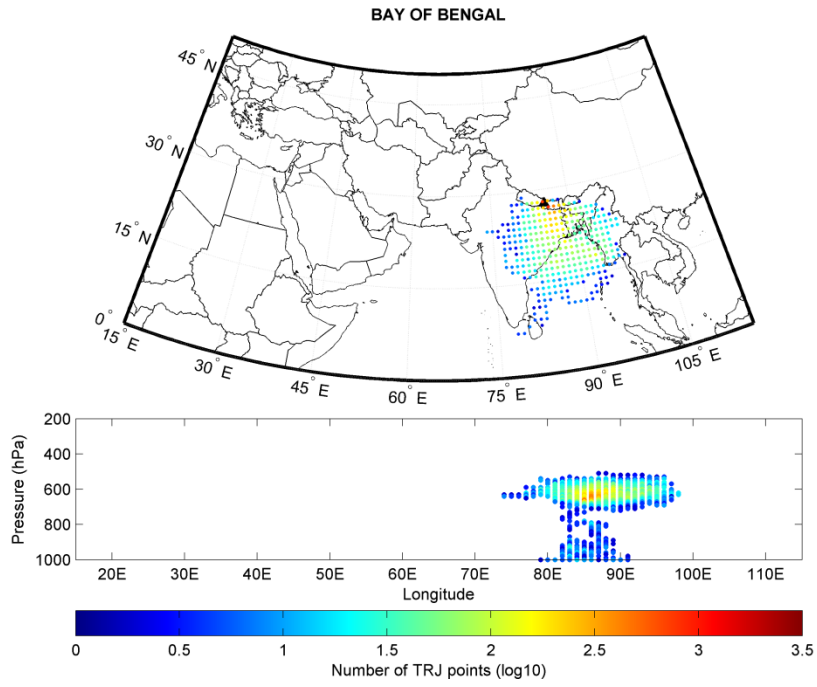 BAY OF BENGAL
45° N
30° N
15° N
0°
15° E
30° E
45° E
60° E
75° E
90° E
105° E
200
400
600
800
1000
Pressure (hPa)
20E 30E 40E 50E 60E 70E 80E 90E 100E 110E
Longitude
0 0.5 1 1.5 2 2.5 3 3.5
Number of TRJ points (log10)